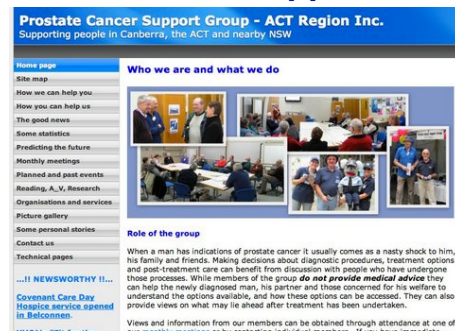 Prostate Cancer Support Group - ACT Region Inc.
Supporting people in Canberra, the ACT and nearby NSW
Home page
Site map
How we can help you
How you can help us
The good news
Some statistics
Predicting the future
Monthly meetings
Planned and past events
Reading, A_V, Research
Organisations and services
Picture gallery
Some personal stories
Contact us
Technical pages
...!! NEWSWORTHY !!...
Covenant Care Day
Hospice service opened
in Belconnen.
Who we are and what we do
Role of the group
When a man has indications of prostate cancer it usually comes as a nasty shock to him,
his family and friends. Making decisions about diagnostic procedures, treatment options
and post-treatment care can benefit from discussion with people who have undergone
those processes. While members of the group do not provide medical advice they
can help the newly diagnosed man, his partner and those concerned for his welfare to
understand the options available, and how these options can be accessed. They can also
provide views on what may lie ahead after treatment has been undertaken.
Views and information from our members can be obtained through attendance at one of